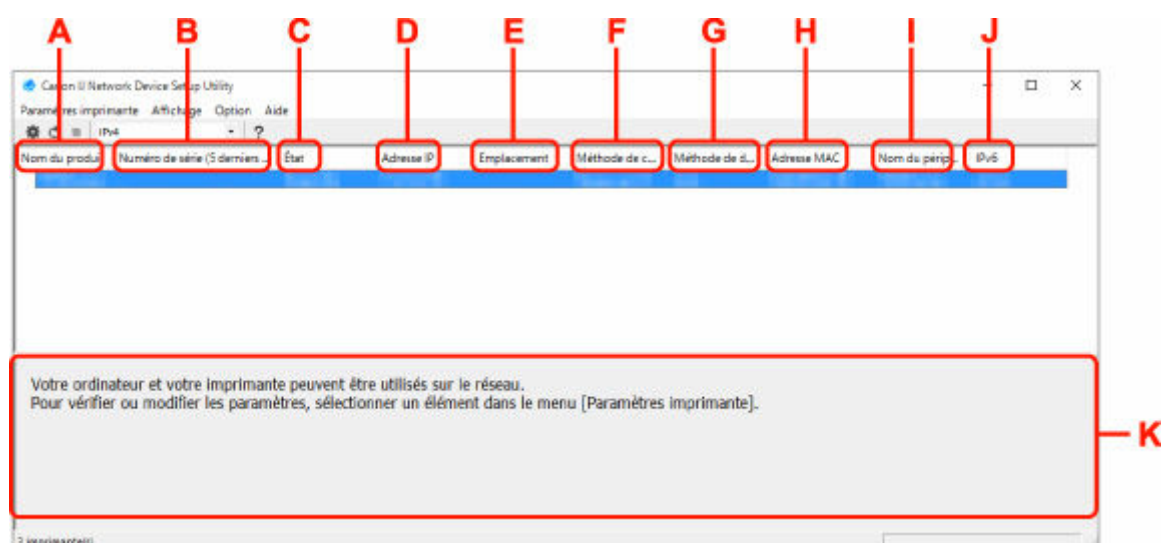 A B C D E F G H I J
Canon IJ Network Device Setup Utility
Paramètres imprimante Affichage Option Aide
IPv4 ?
Nom du produi Numéro de série (5 derniers ... État Adresse IP Emplacement Méthode de c... Méthode de d... Adresse MAC Nom du périp... IPv6
Votre ordinateur et votre imprimante peuvent être utilisés sur le réseau.
Pour vérifier ou modifier les paramètres, sélectionner un élément dans le menu [Paramètres imprimante].
K
imprimante(s)